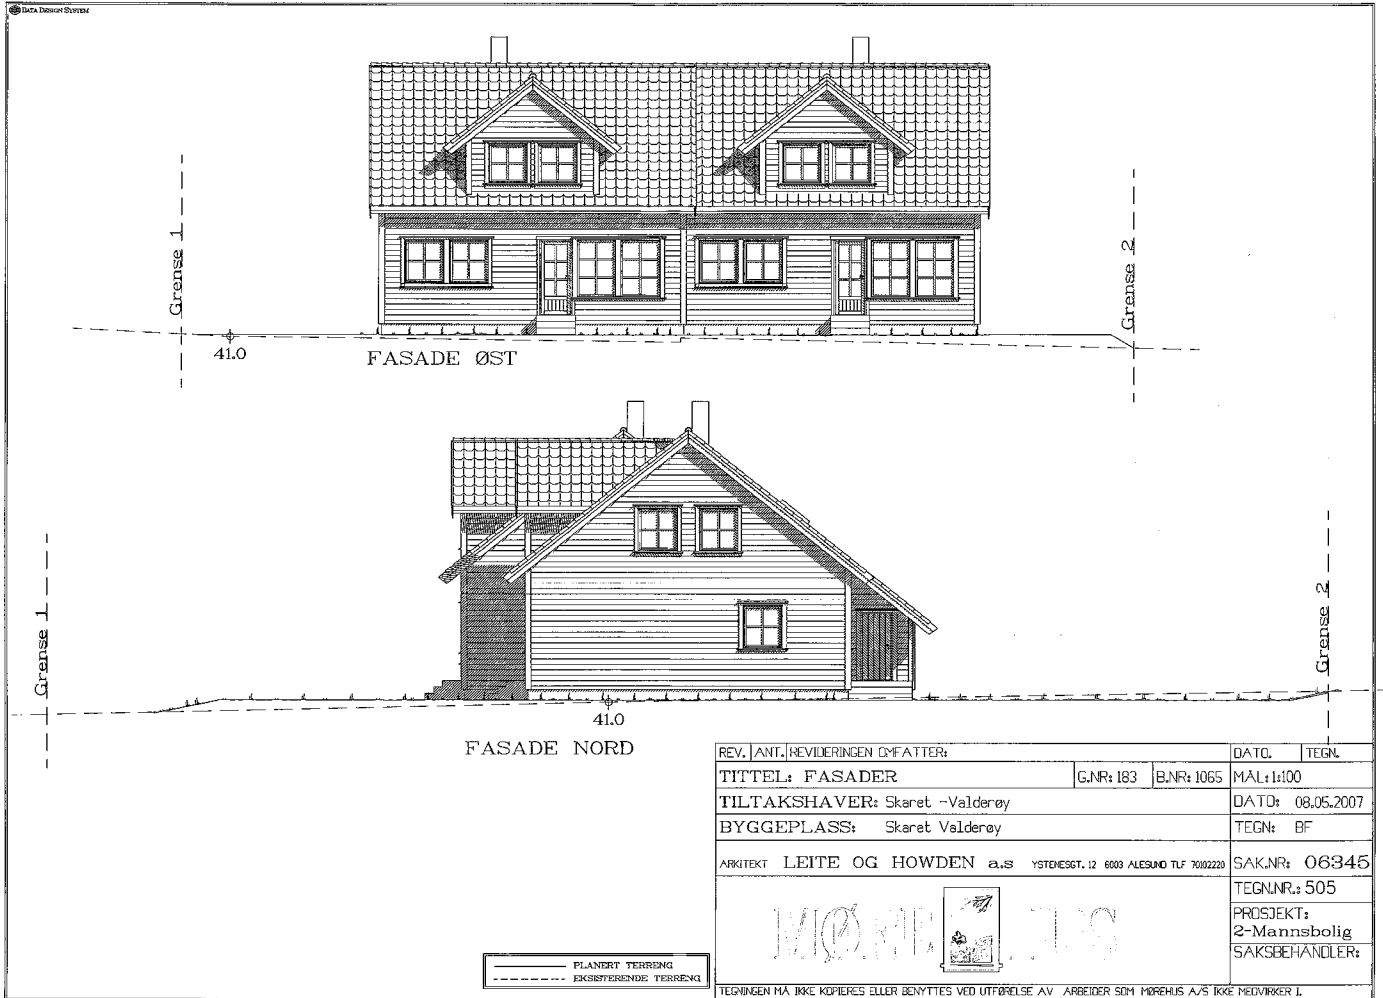 DATA DESIGN SYSTEM
Grense 1
Grense 2
41.0
FASADE ØST
Grense 1
Grense 2
41.0
FASADE NORD
REV. ANT. REVIDERINGEN OMFATTER: DATO. TEGN.
TITTEL: FASADER G.NR: 183 B.NR: 1065 MÅL: 1:100
TILTAKSHAVER: Skaret -Valderøy DATO: 08.05.2007
BYGGEPLASS: Skaret Valderøy TEGN: BF
ARKITEKT LEITE OG HOWDEN a.s YSTENESGT. 12 6003 ALESUND TLF 70102220 SAK.NR: 06345
TEGN.NR.: 505
PROSJEKT:
2-Mannsbolig
SAKSBEHANDLER:
PLANERT TERRENG
EKSISTERENDE TERRENG
TEGNINGEN MÅ IKKE KOPIERES ELLER BENYTTES VED UTFØRELSE AV ARBEIDER SOM MØREHUS A/S IKKE MEDVIRKER I.